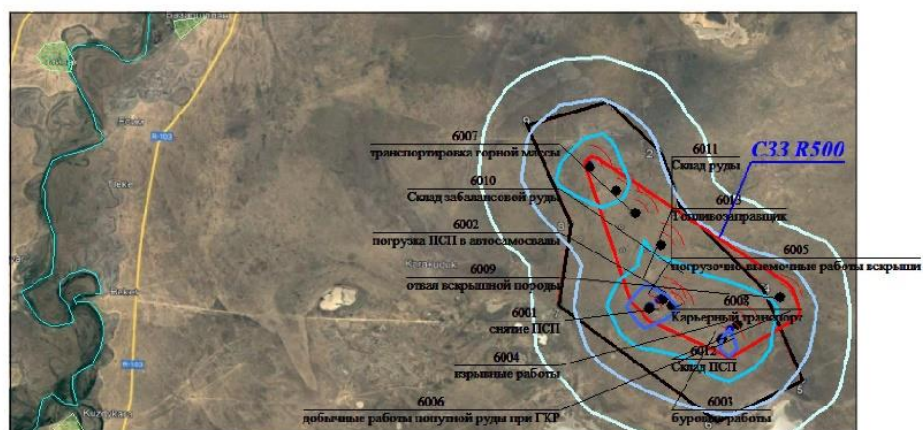 R-103
6007
транспортировка горной массы
6011
Склад руды
СЗЗ R500
6010
Склад забалансовой руды
6013
Топливозаправщик
6002
погрузка ПСП в автосамосвалы
6005
погрузочно-выемочные работы вскрыши
6009
отвал вскрышной породы
6008
Карьерный транспорт
6001
снятие ПСП
6004
взрывные работы
6012
Склад ПСП
6006
добычные работы попутной руды при ГКР
6003
буровые работы
R-103